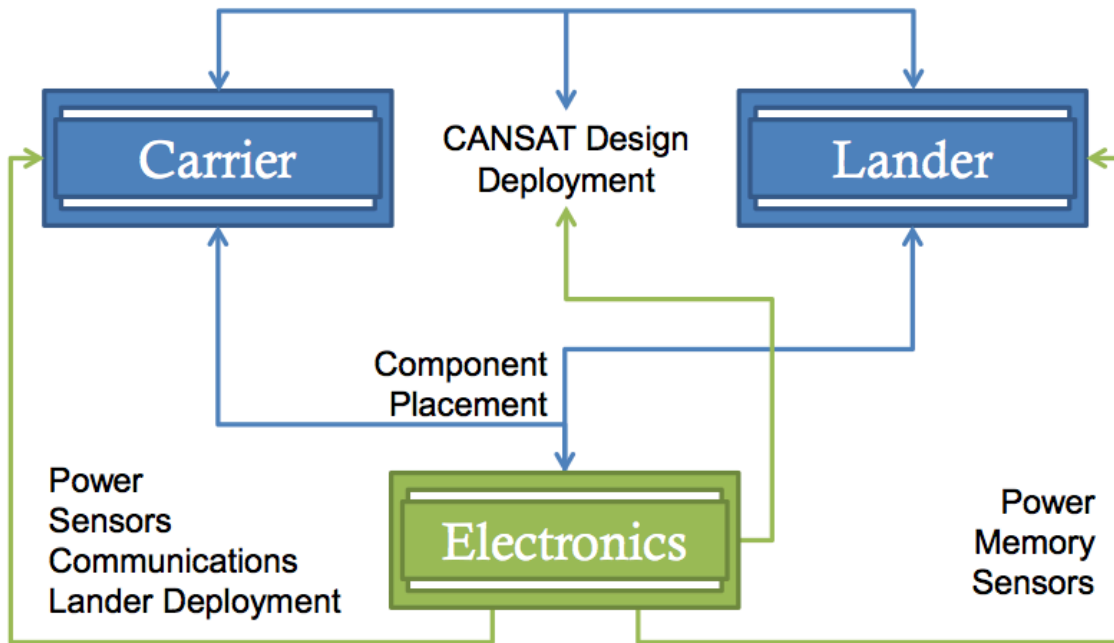 Carrier
CANSAT Design
Deployment
Lander
Component
Placement
Power
Sensors
Communications
Lander Deployment
Electronics
Power
Memory
Sensors